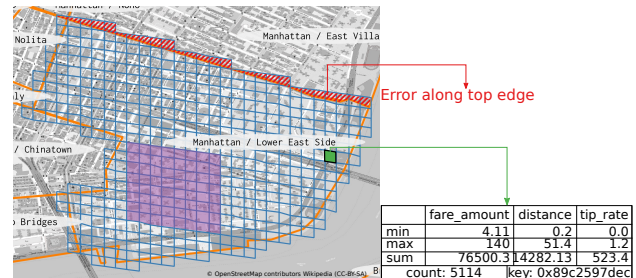 Manhattan / NoHo
Nolita
Manhattan / East Villa
ly
Error along top edge
/ Chinatown
Manhattan / Lower East Side
o Bridges
B
© OpenStreetMap contributors Wikipedia (CC-BY-SA)
fare_amount distance tip_rate
min 4.11 0.2 0.0
max 140 51.4 1.2
sum 76500.3 14282.13 523.4
count: 5114 key: 0x89c2597dec